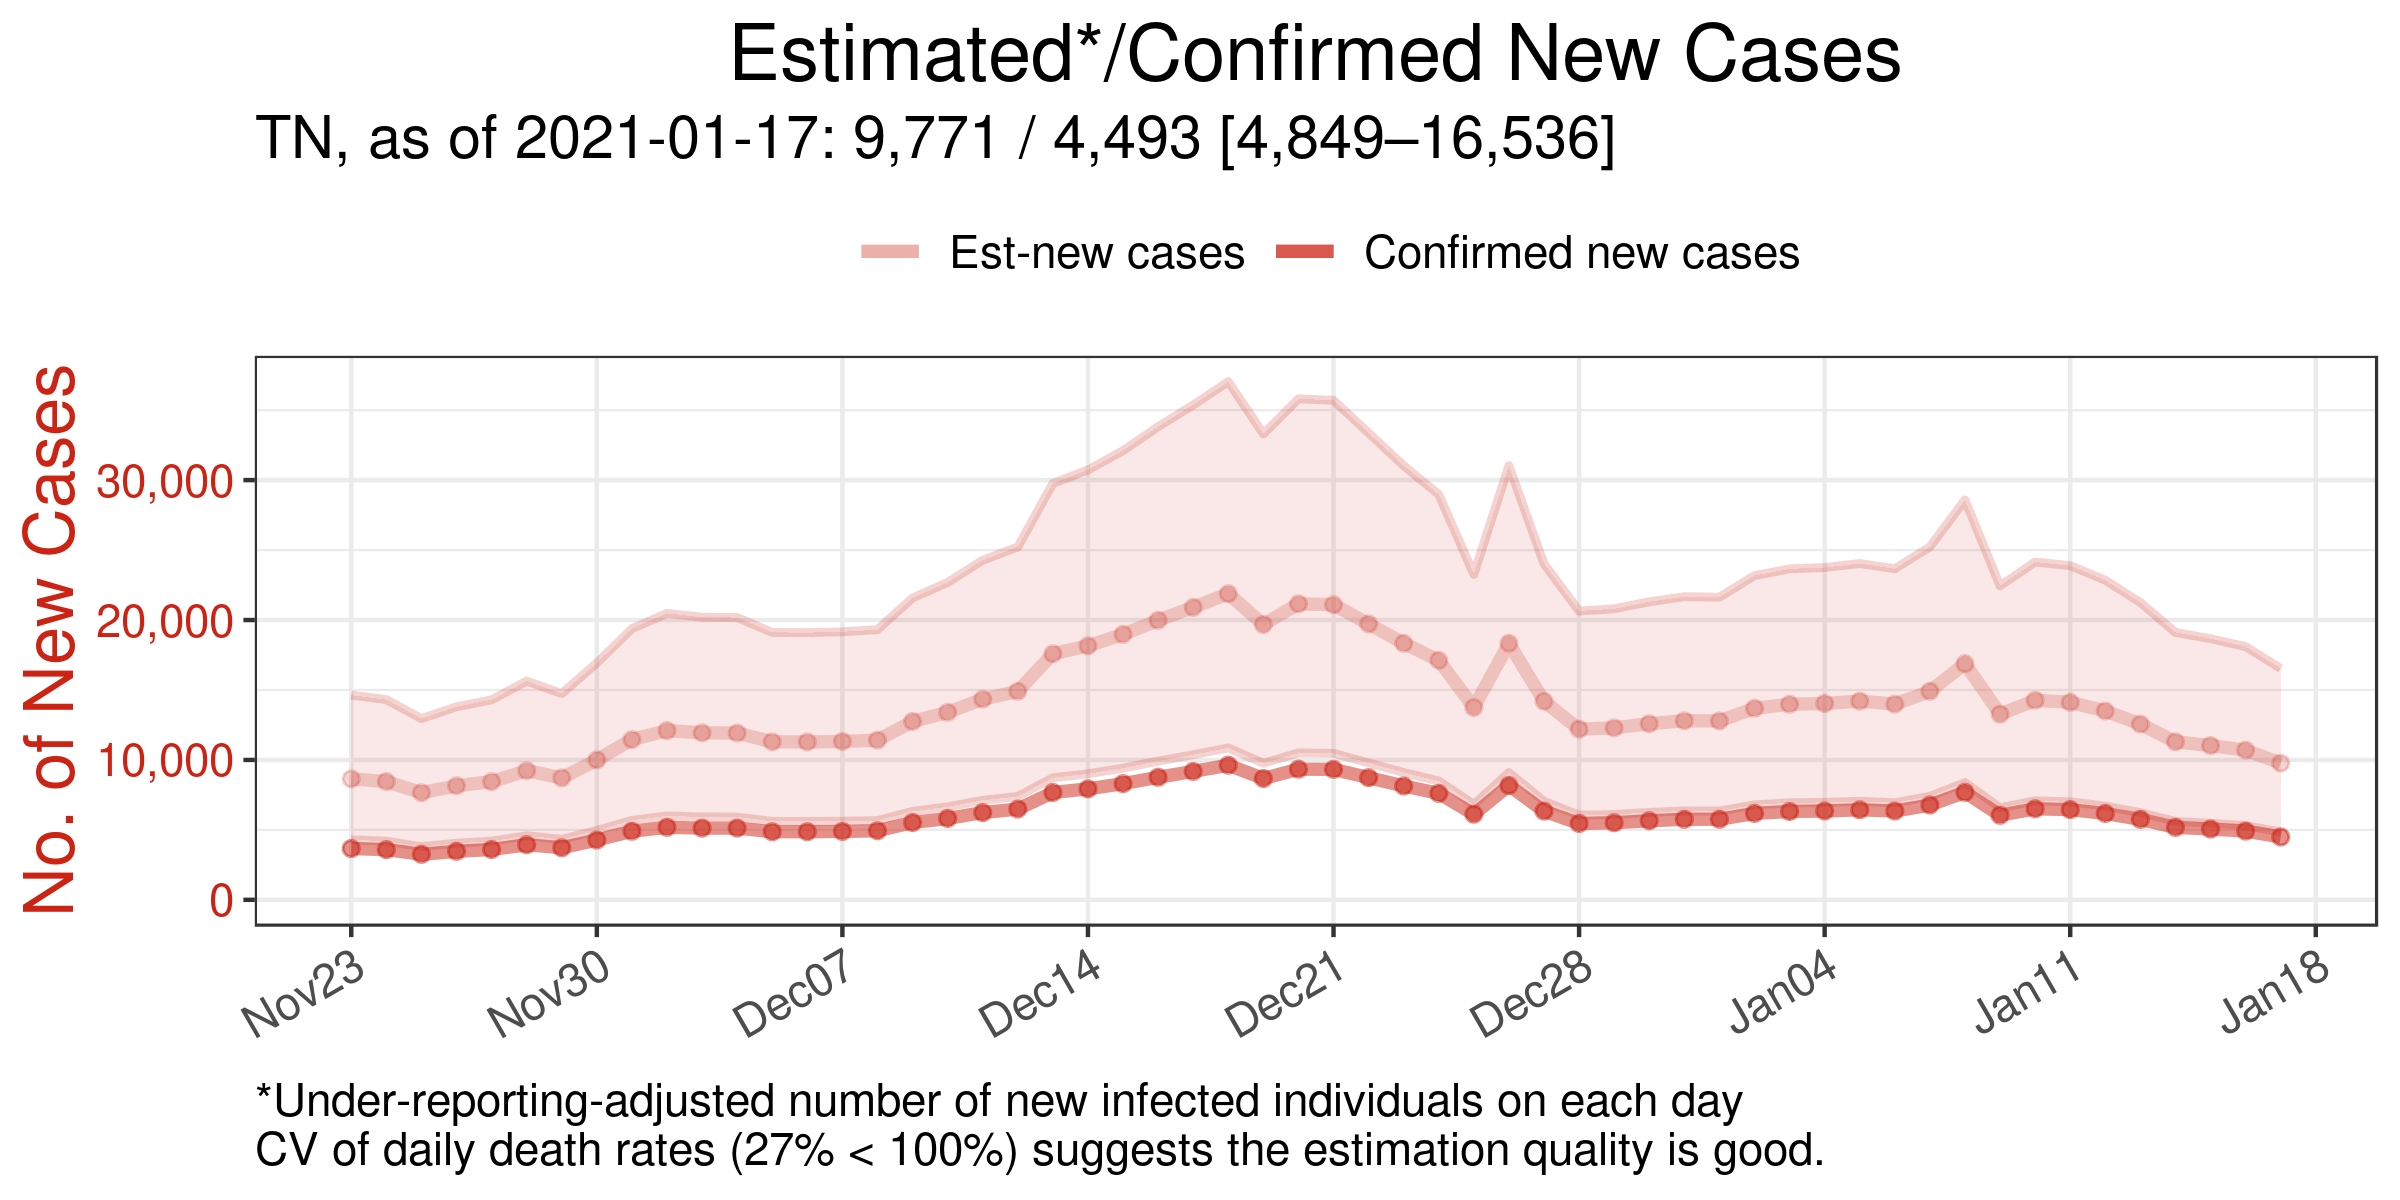 Estimated*/Confirmed New Cases
TN, as of 2021-01-17: 9,771 / 4,493 [4,849–16,536]
Est-new cases
Confirmed new cases
No. of New Cases
30,000
20,000
10,000
0
Nov23
Nov30
Dec07
Dec14
Dec21
Dec28
Jan04
Jan11
Jan18
*Under-reporting-adjusted number of new infected individuals on each day
CV of daily death rates (27% < 100%) suggests the estimation quality is good.